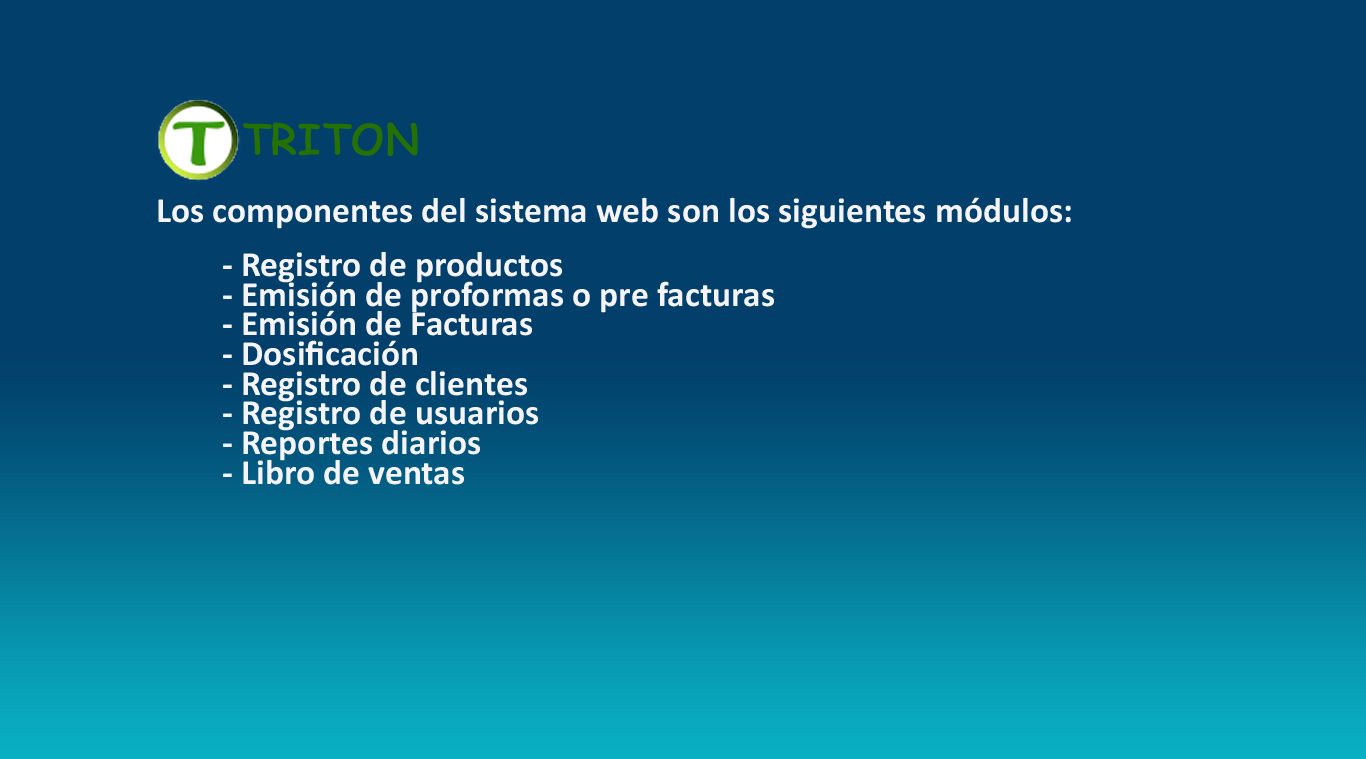 T TRITON
Los componentes del sistema web son los siguientes módulos:
- Registro de productos
- Emisión de proformas o pre facturas
- Emisión de Facturas
- Dosificación
- Registro de clientes
- Registro de usuarios
- Reportes diarios
- Libro de ventas